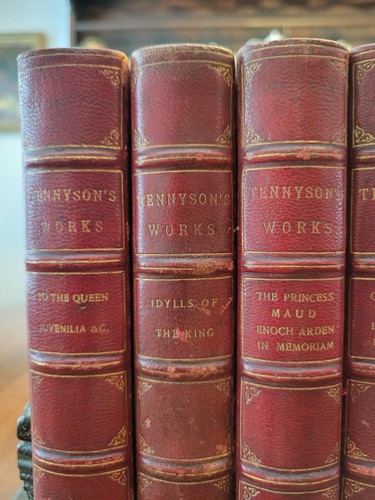 TENNYSON'S
WORKS
TO THE QUEEN
JUVENILIA &C,
TENNYSON'S
WORKS
IDYLLS OF
THE KING
TENNYSON'S
WORKS
THE PRINCESS
MAUD
ENOCH ARDEN
IN MEMORIAM